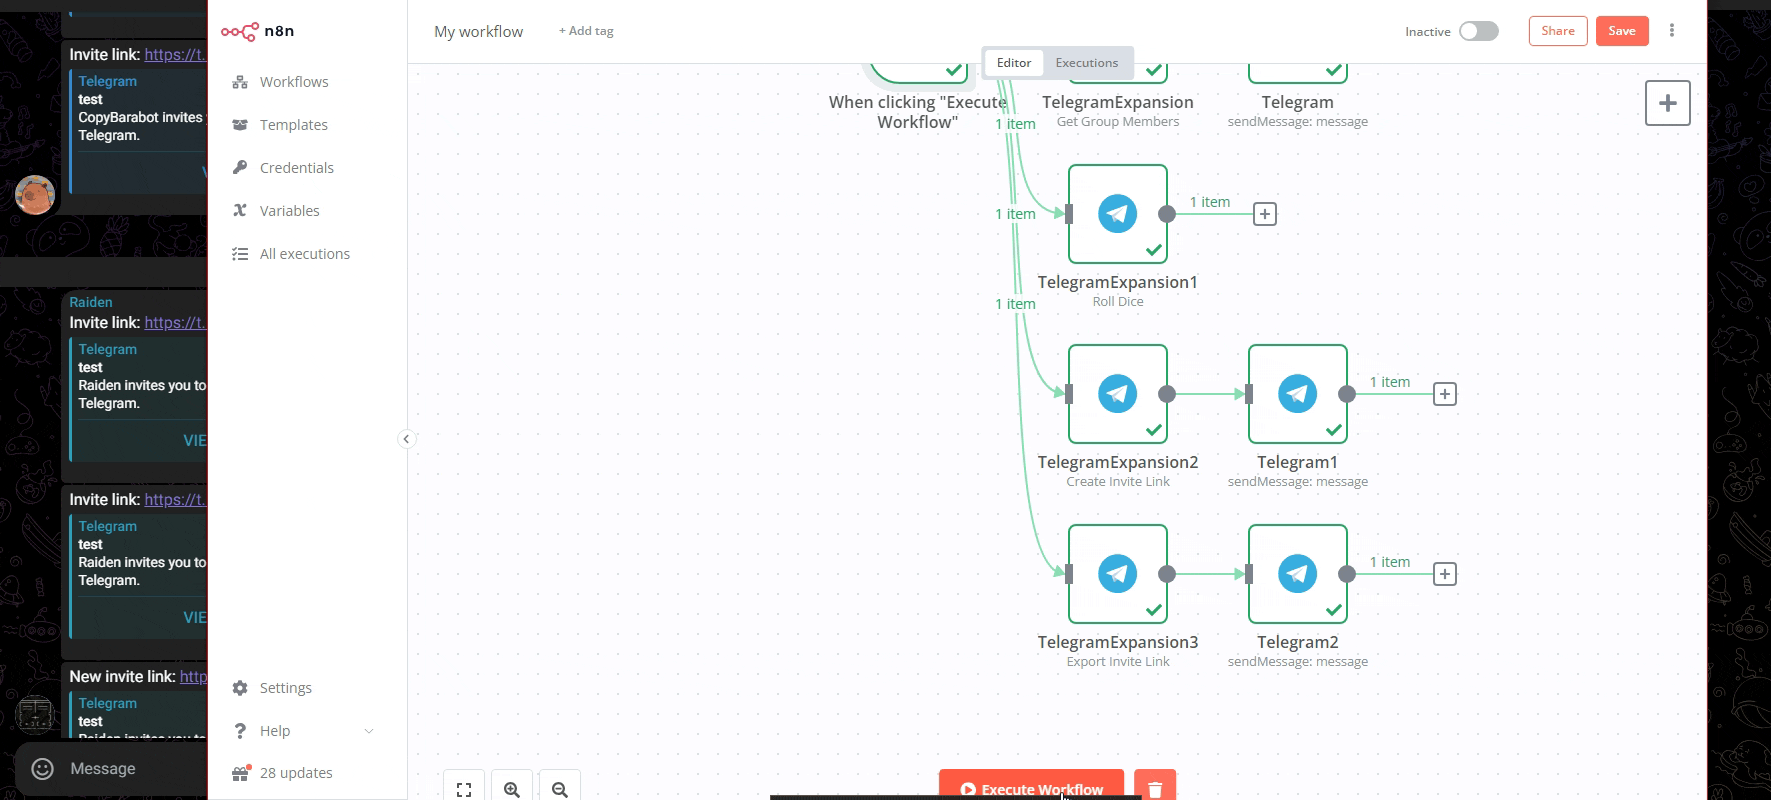 Invite link: https://t.
Telegram
test
CopyBarabot invites
Telegram.
Raiden
Invite link: https://t.
Telegram
test
Raiden invites you to
Telegram.
VIE
Invite link: https://t.
Telegram
test
Raiden invites you to
Telegram.
VIE
New invite link: http
Telegram
test
Raiden invites you to
Message
n8n
Workflows
Templates
Credentials
Variables
All executions
Settings
Help
28 updates
My workflow
+ Add tag
Inactive
Share
Save
Editor
Executions
When clicking "Execute
Workflow"
TelegramExpansion
Get Group Members
Telegram
sendMessage: message
1 item
1 item
1 item
TelegramExpansion1
Roll Dice
1 item
1 item
TelegramExpansion2
Create Invite Link
Telegram1
sendMessage: message
1 item
TelegramExpansion3
Export Invite Link
Telegram2
sendMessage: message
Execute Workflow